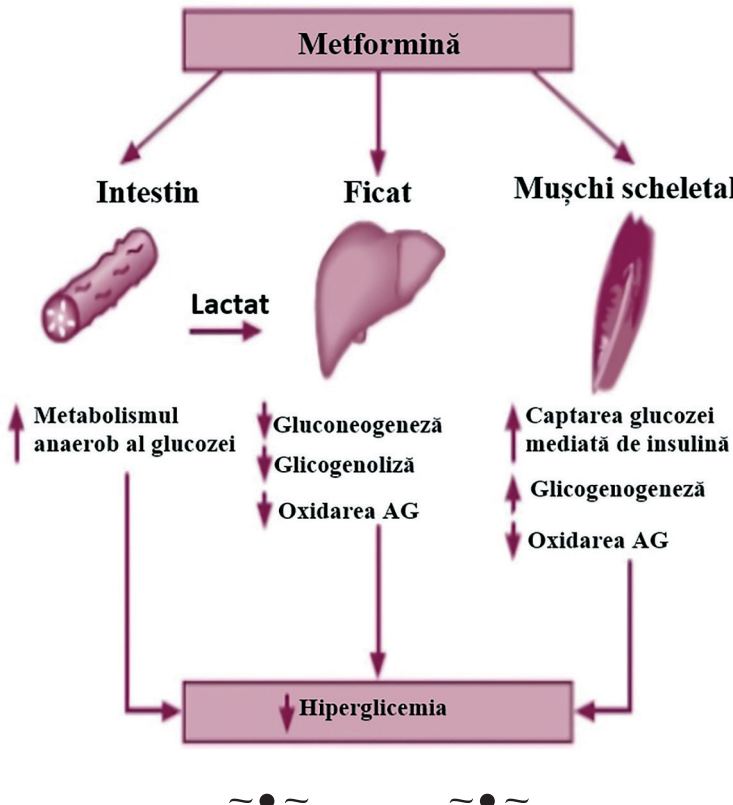 Metformină
Intestin
Ficat
Mușchi scheletal
Lactat
Metabolismul
anaerob al glucozei
Gluconeogeneză
Glicogenoliză
Oxidarea AG
Captarea glucozei
mediată de insulină
Glicogenogeneză
Oxidarea AG
Hiperglicemia